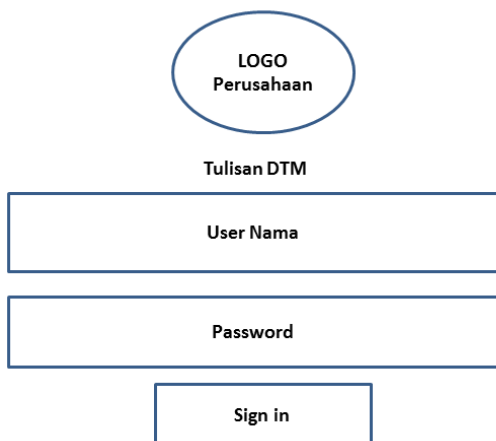 LOGO
Perusahaan
Tulisan DTM
User Nama
Password
Sign in